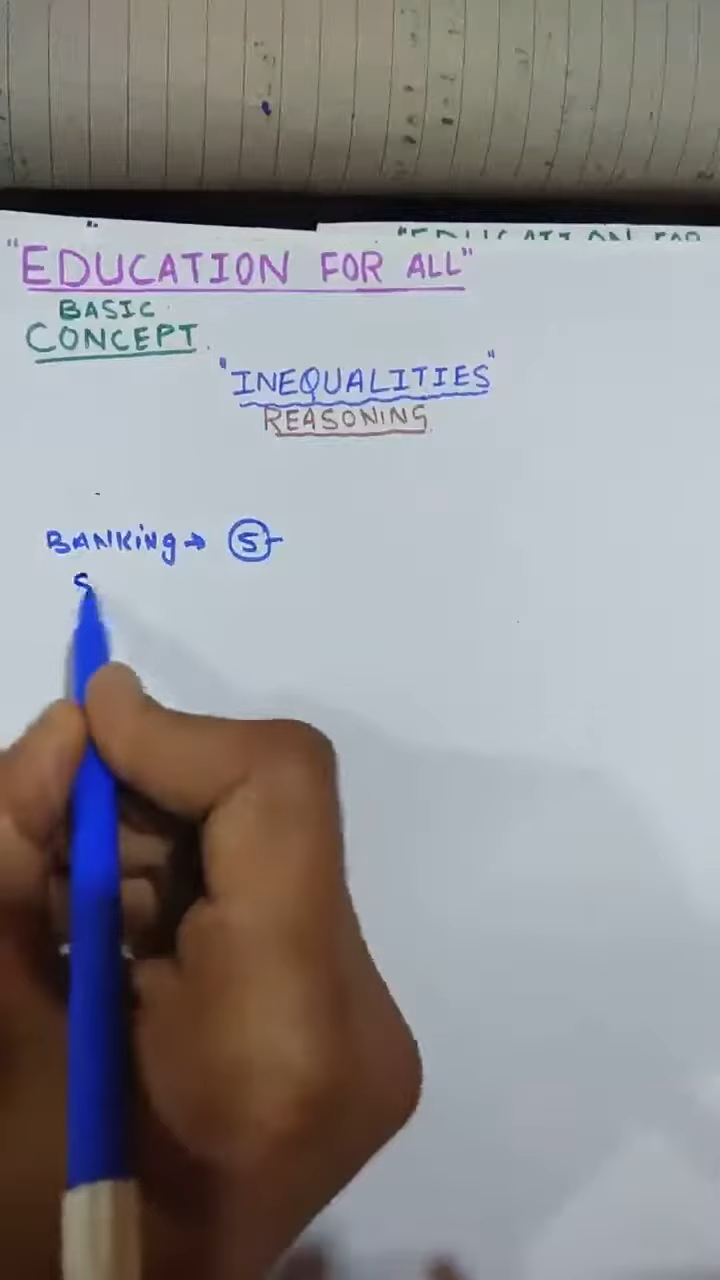 "EDUCATION FOR ALL"
BASIC
CONCEPT.
"INEQUALITIES"
REASONING
BANKING → 5
S